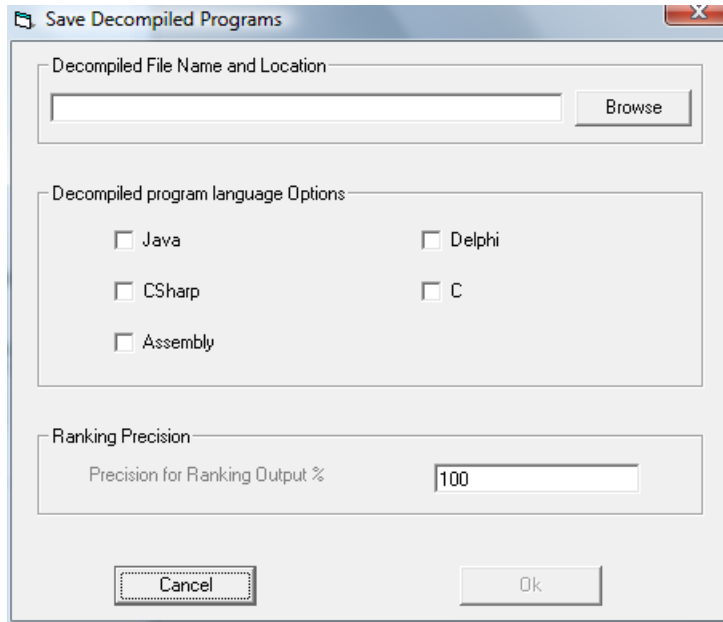 Save Decompiled Programs
Decompiled File Name and Location
Browse
Decompiled program language Options
Java Delphi
CSharp C
Assembly
Ranking Precision
Precision for Ranking Output % 100
Cancel Ok